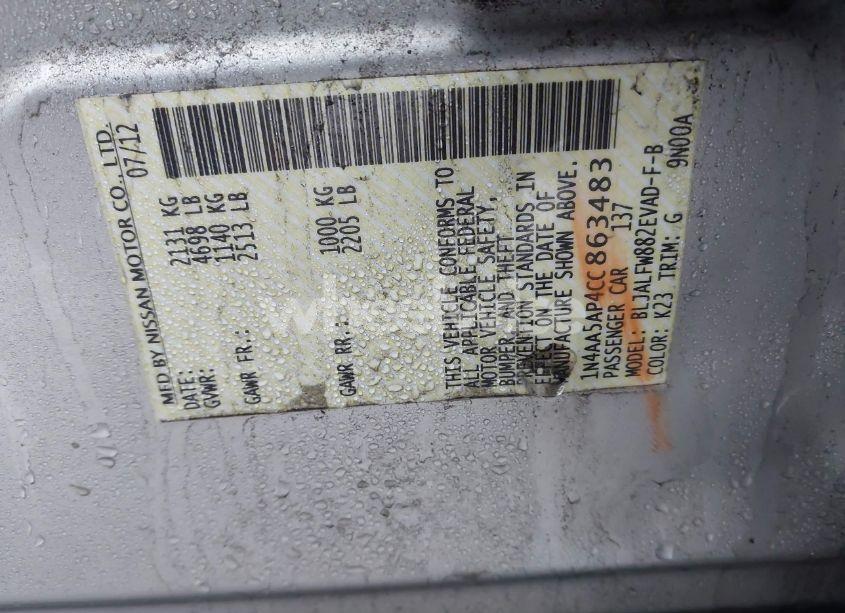 MFD BY NISSAN MOTOR CO., LTD.
DATE: 07/12
GVWR: 2131 KG
4698 LB
GAWR FR.: 1140 KG
2513 LB
GAWR RR.: 1000 KG
2205 LB
THIS VEHICLE CONFORMS TO
ALL APPLICABLE FEDERAL
MOTOR VEHICLE SAFETY,
BUMPER AND THEFT
PREVENTION STANDARDS IN
EFFECT ON THE DATE OF
MANUFACTURE SHOWN ABOVE.
1N4AA5AP4CC863483
PASSENGER CAR 137
MODEL: BLJALFW882EVAD-F-B
COLOR: K23 TRIM: G 9N00A